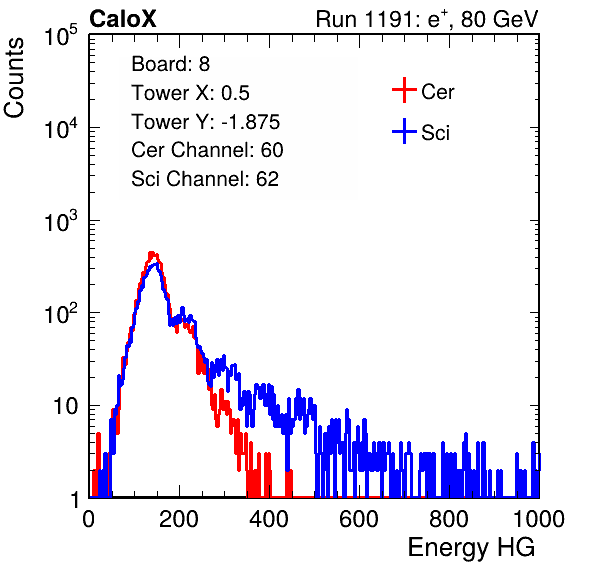 CaloX Run 1191: e⁺, 80 GeV
Counts
10⁵
10⁴
10³
10²
10
1
Board: 8
Tower X: 0.5
Tower Y: -1.875
Cer Channel: 60
Sci Channel: 62
Cer
Sci
0 200 400 600 800 1000
Energy HG